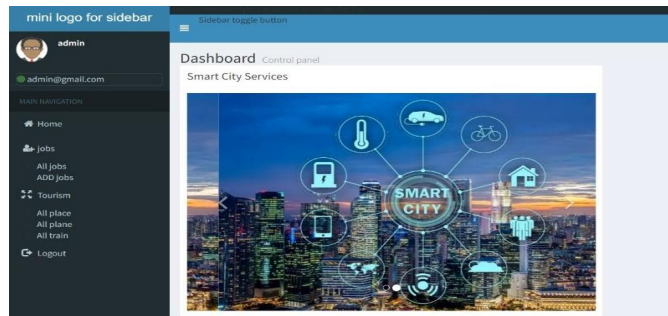 mini logo for sidebar
Sidebar toggle button
admin
admin@gmail.com
MAIN NAVIGATION
Home
jobs
All jobs
ADD jobs
Tourism
All place
All plane
All train
Logout
Dashboard Control panel
Smart City Services
SMART
CITY